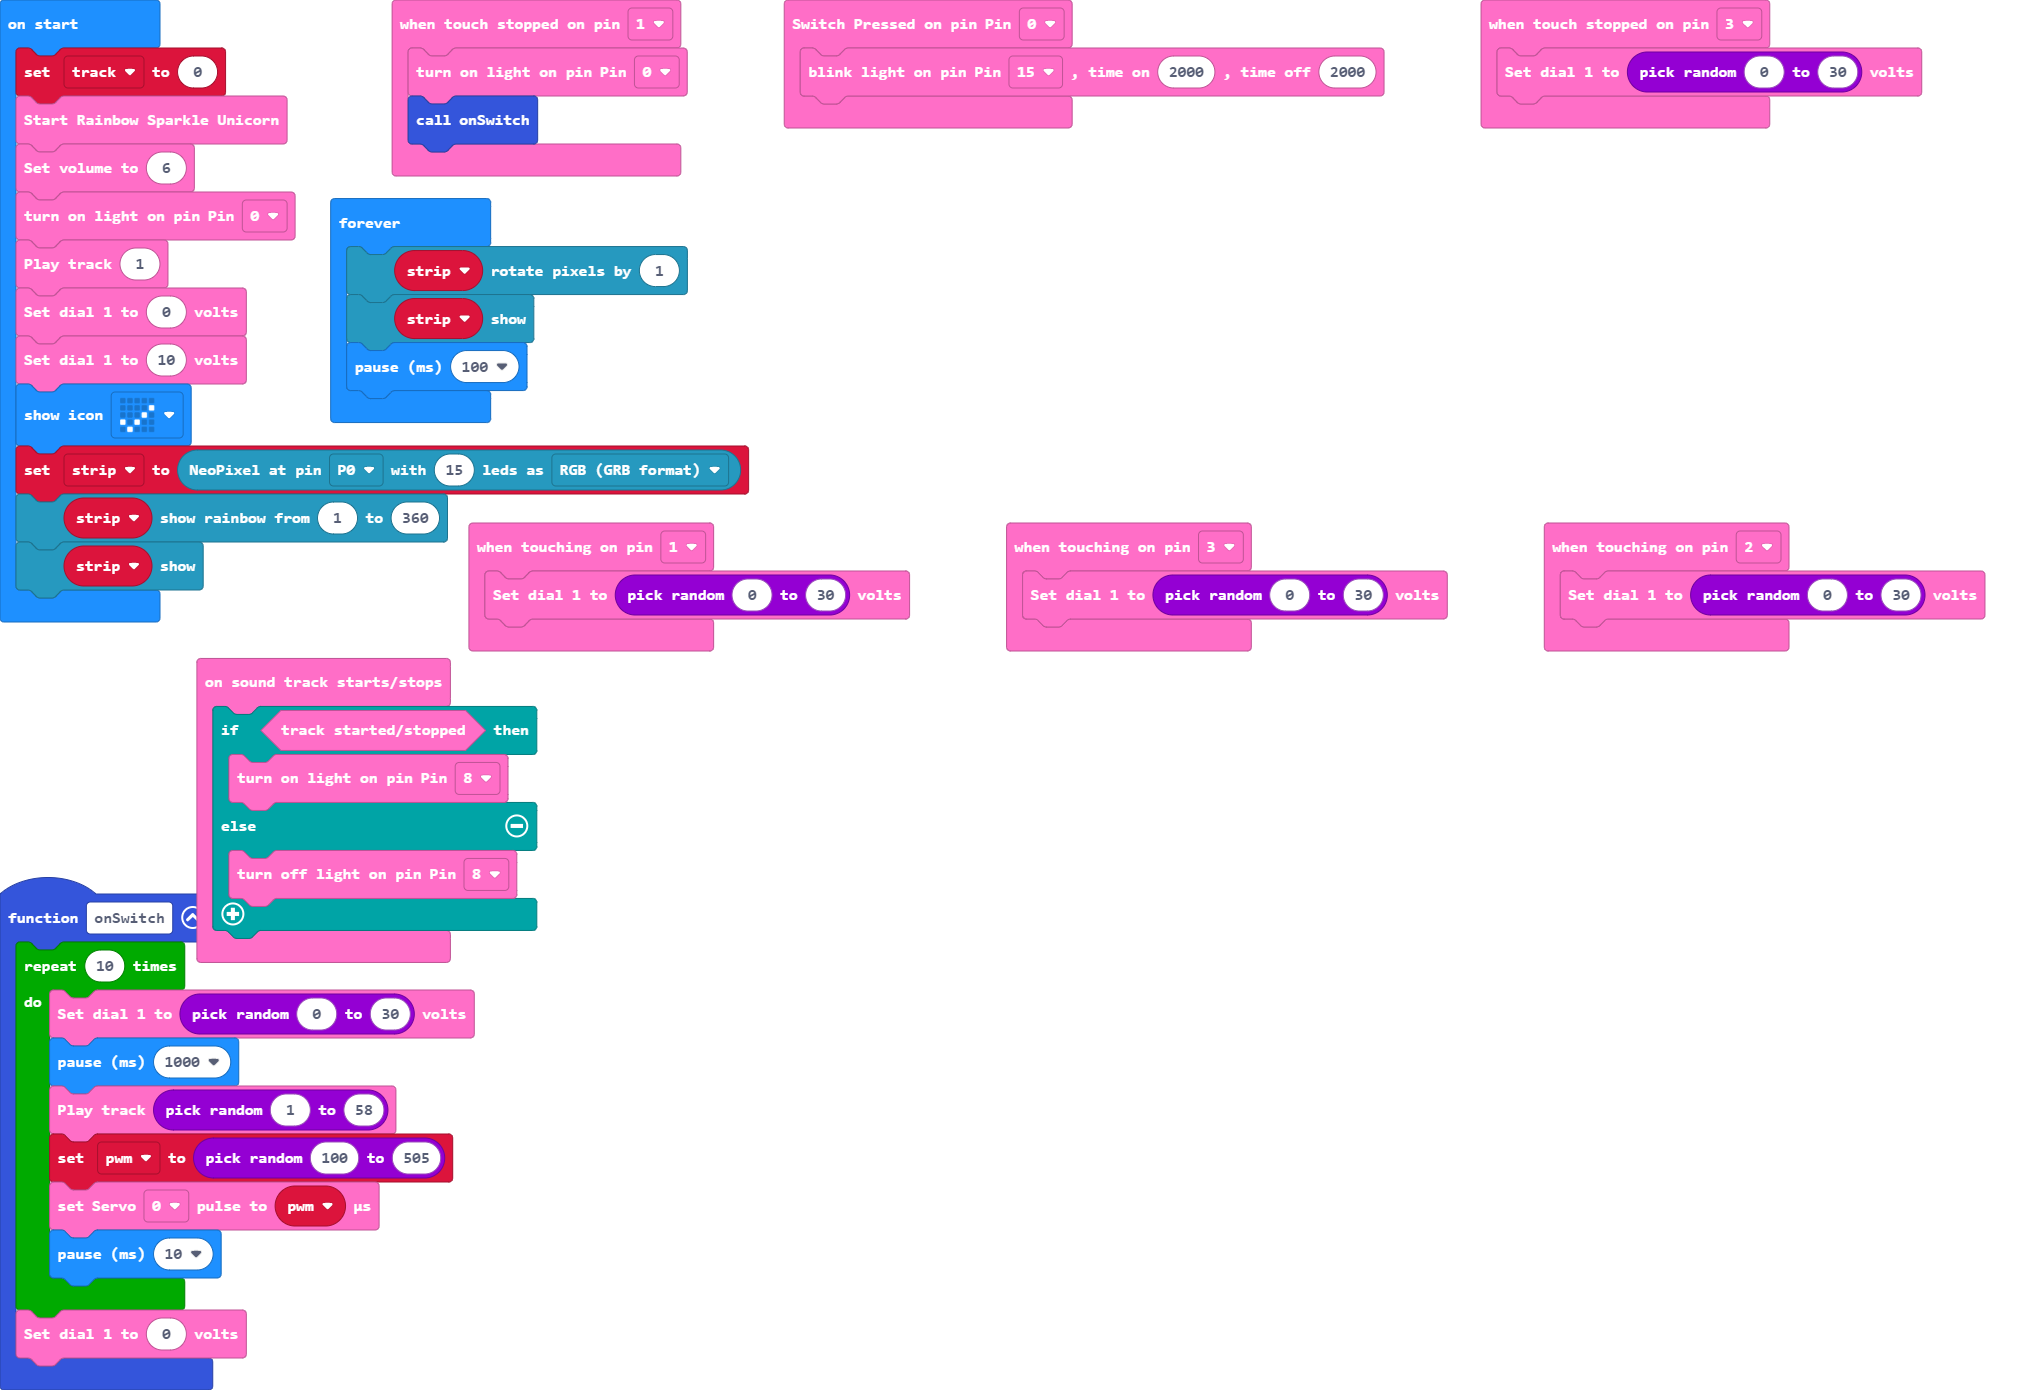 on start
set track to 0
Start Rainbow Sparkle Unicorn
Set volume to 6
turn on light on pin Pin 0
Play track 1
Set dial 1 to 0 volts
Set dial 1 to 10 volts
show icon
set strip to NeoPixel at pin P0 with 15 leds as RGB (GRB format)
strip show rainbow from 1 to 360
strip show
when touch stopped on pin 1
turn on light on pin Pin 0
call onSwitch
Switch Pressed on pin Pin 0
blink light on pin Pin 15 , time on 2000 , time off 2000
when touch stopped on pin 3
Set dial 1 to pick random 0 to 30 volts
forever
strip rotate pixels by 1
strip show
pause (ms) 100
when touching on pin 1
Set dial 1 to pick random 0 to 30 volts
when touching on pin 3
Set dial 1 to pick random 0 to 30 volts
when touching on pin 2
Set dial 1 to pick random 0 to 30 volts
on sound track starts/stops
if track started/stopped then
turn on light on pin Pin 8
else
turn off light on pin Pin 8
function onSwitch
repeat 10 times
do
Set dial 1 to pick random 0 to 30 volts
pause (ms) 1000
Play track pick random 1 to 58
set pwm to pick random 100 to 505
set Servo 0 pulse to pwm µs
pause (ms) 10
Set dial 1 to 0 volts